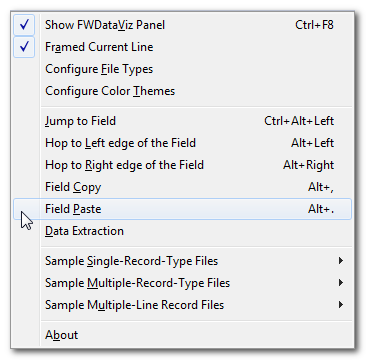 Show FWDataViz Panel Ctrl+F8
Framed Current Line
Configure File Types
Configure Color Themes
Jump to Field Ctrl+Alt+Left
Hop to Left edge of the Field Alt+Left
Hop to Right edge of the Field Alt+Right
Field Copy Alt+,
Field Paste Alt+.
Data Extraction
Sample Single-Record-Type Files
Sample Multiple-Record-Type Files
Sample Multiple-Line Record Files
About